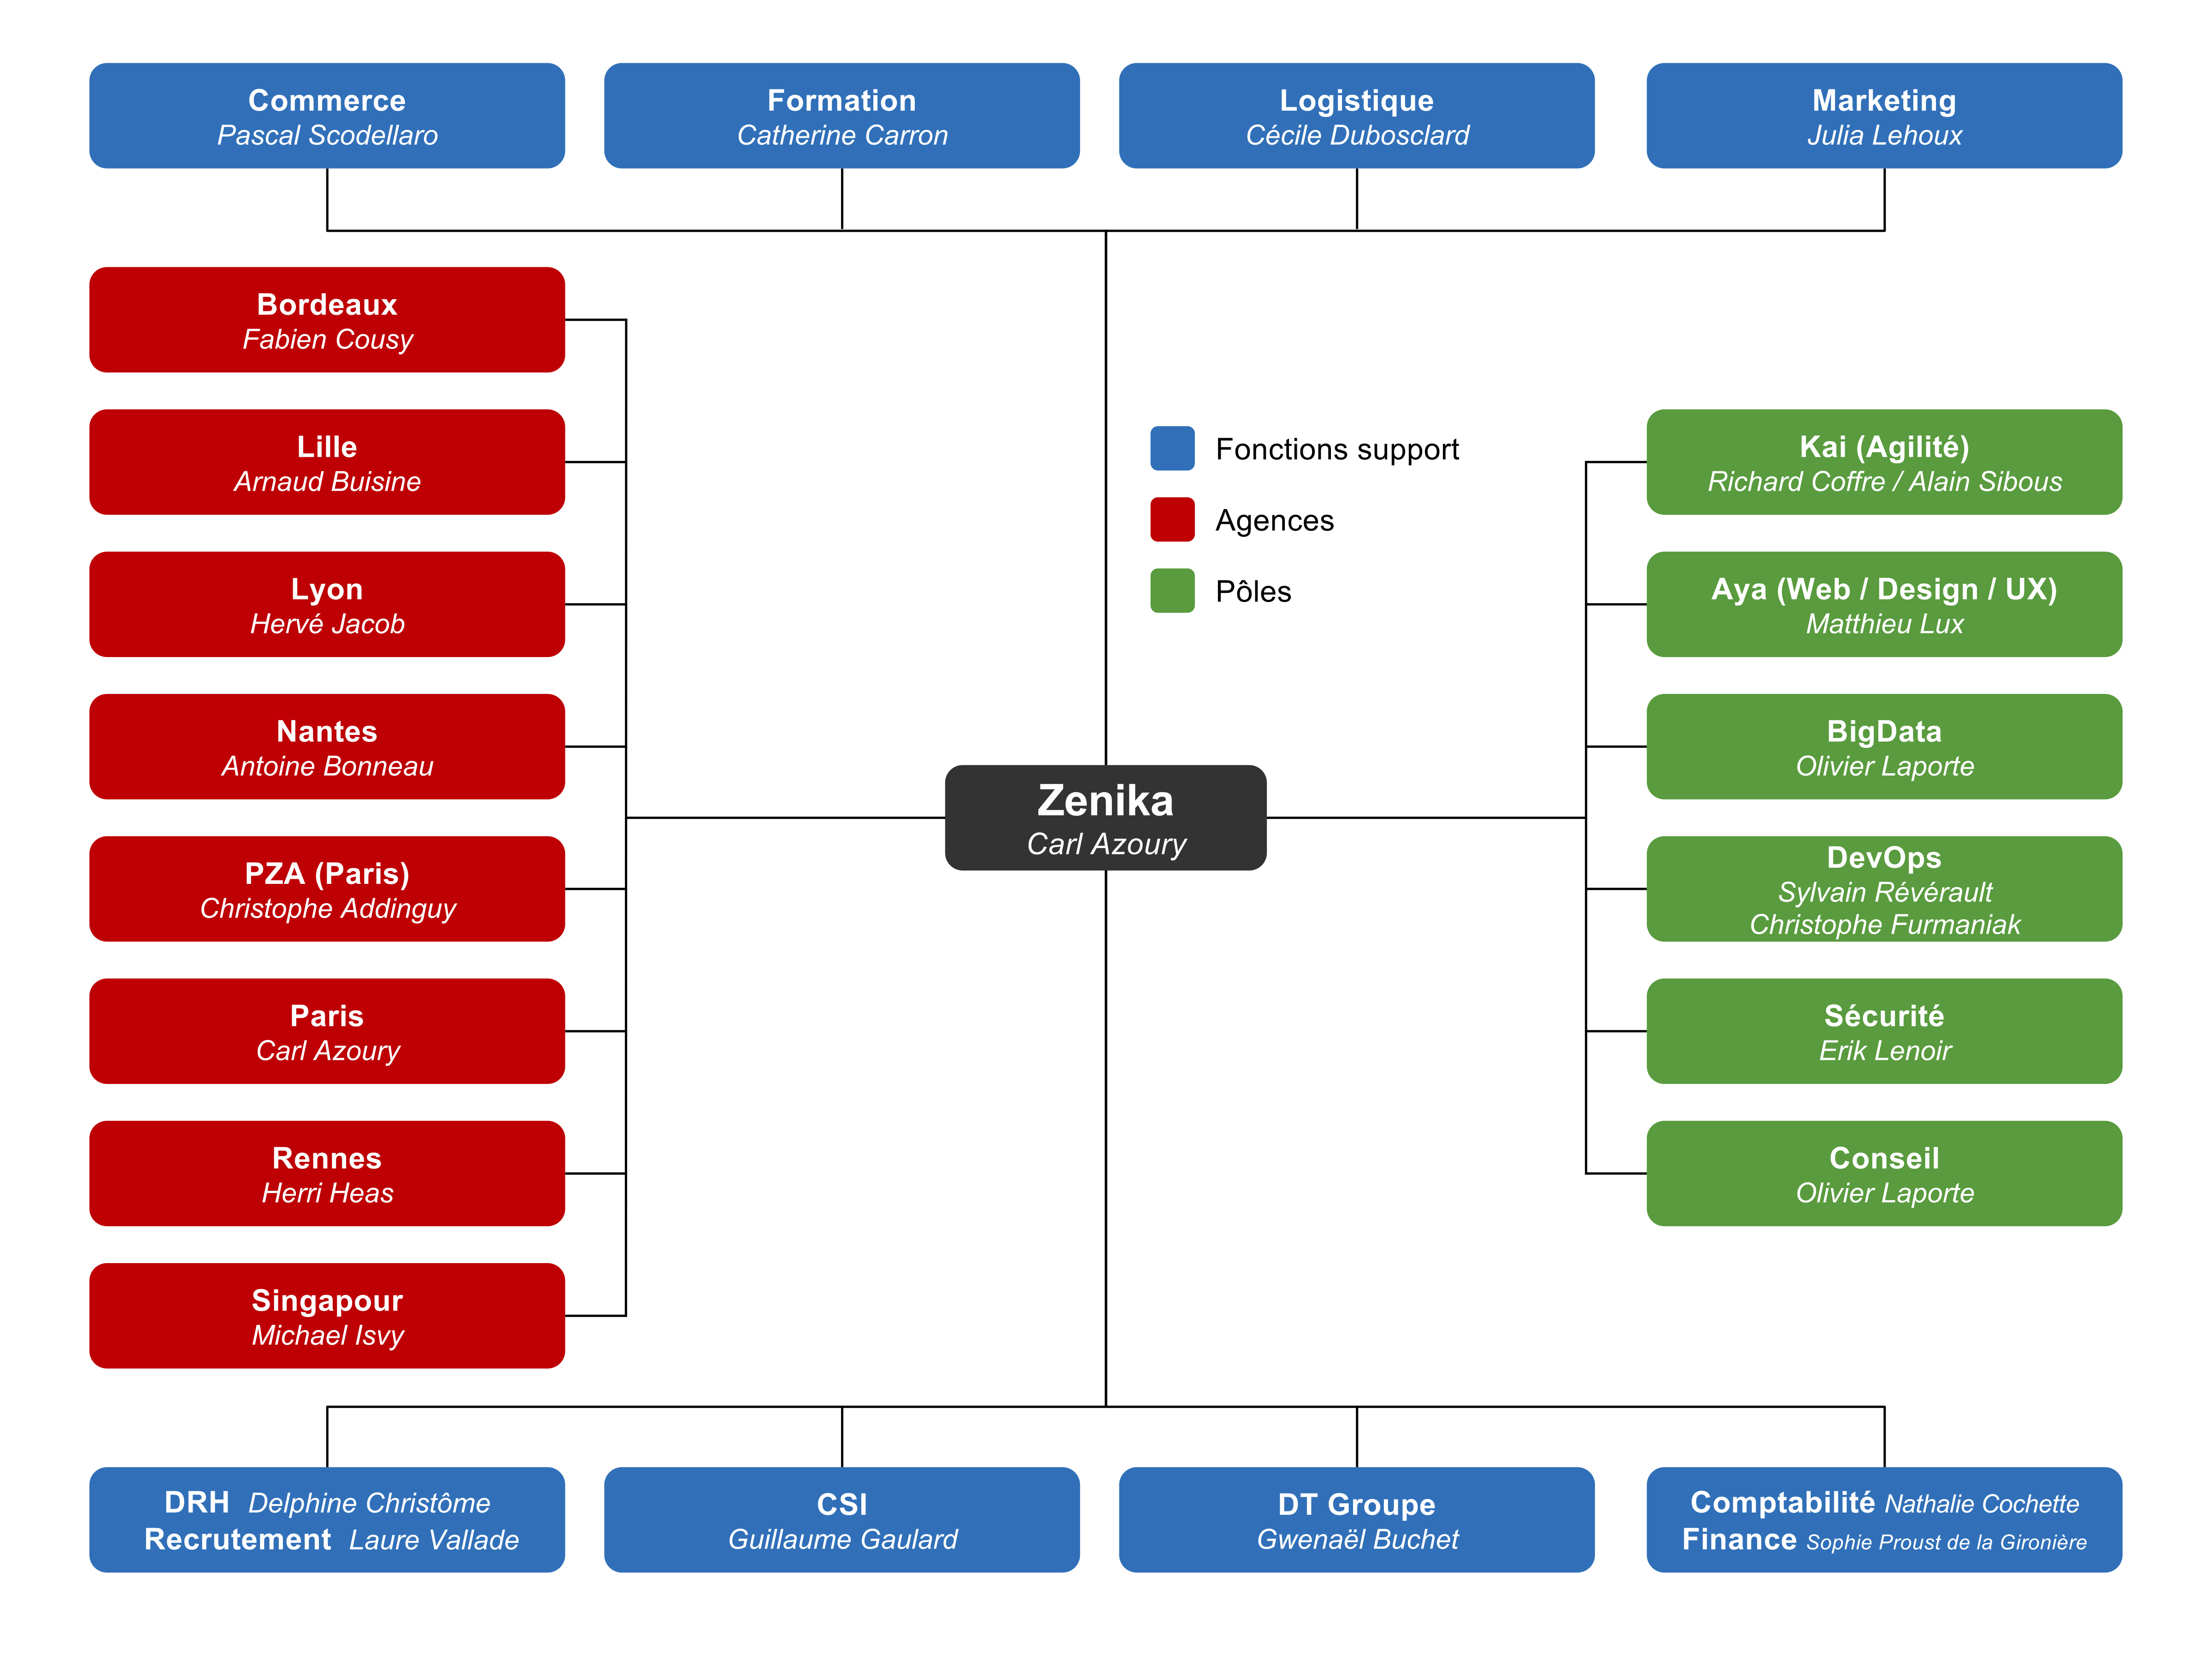 Commerce
Pascal Scodellaro
Formation
Catherine Carron
Logistique
Cécile Dubosclard
Marketing
Julia Lehoux
Bordeaux
Fabien Cousy
Lille
Arnaud Buisine
Lyon
Hervé Jacob
Nantes
Antoine Bonneau
PZA (Paris)
Christophe Addinguy
Paris
Carl Azoury
Rennes
Herri Heas
Singapour
Michael Isvy
Fonctions support
Agences
Pôles
Zenika
Carl Azoury
Kai (Agilité)
Richard Coffre / Alain Sibous
Aya (Web / Design / UX)
Matthieu Lux
BigData
Olivier Laporte
DevOps
Sylvain Révérault
Christophe Furmaniak
Sécurité
Erik Lenoir
Conseil
Olivier Laporte
DRH Delphine Christôme
Recrutement Laure Vallade
CSI
Guillaume Gaulard
DT Groupe
Gwenaël Buchet
Comptabilité Nathalie Cochette
Finance Sophie Proust de la Gironière